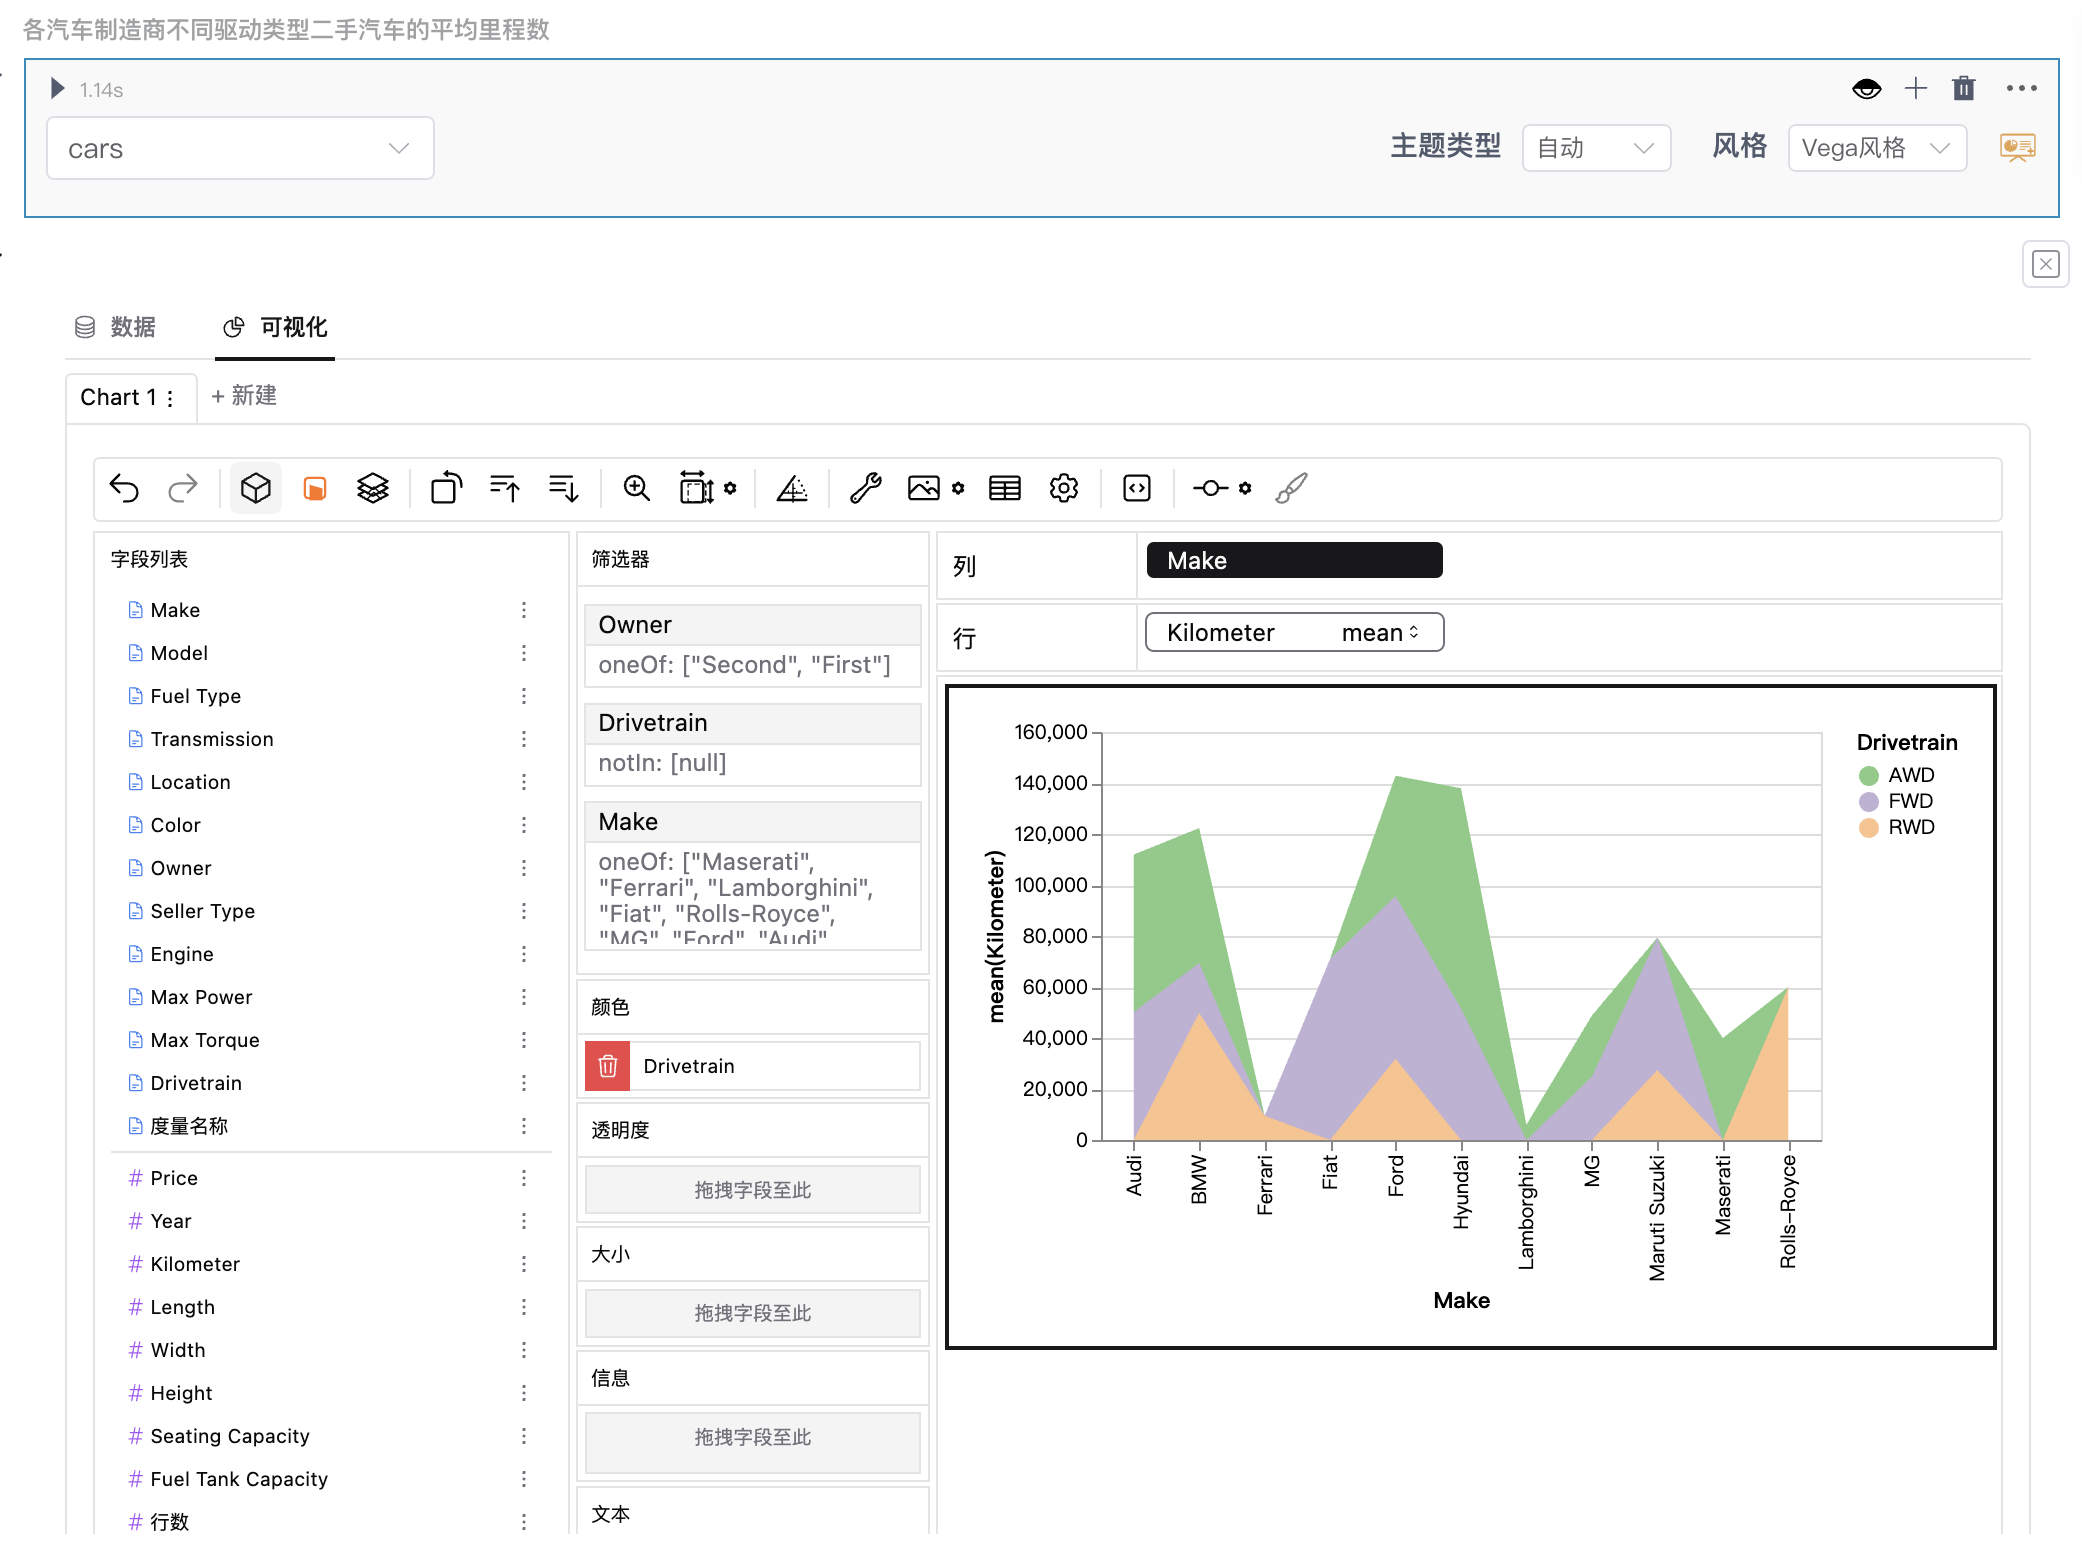 各汽车制造商不同驱动类型二手汽车的平均里程数
1.14s
cars
主题类型
自动
风格
Vega风格
数据
可视化
Chart 1
+ 新建
字段列表
Make
Model
Fuel Type
Transmission
Location
Color
Owner
Seller Type
Engine
Max Power
Max Torque
Drivetrain
度量名称
# Price
# Year
# Kilometer
# Length
# Width
# Height
# Seating Capacity
# Fuel Tank Capacity
# 行数
筛选器
Owner
oneOf: ["Second", "First"]
Drivetrain
notIn: [null]
Make
oneOf: ["Maserati",
"Ferrari", "Lamborghini",
"Fiat", "Rolls-Royce",
"MG", "Ford", "Audi",
颜色
Drivetrain
透明度
拖拽字段至此
大小
拖拽字段至此
信息
拖拽字段至此
文本
列
Make
行
Kilometer mean
160,000
140,000
120,000
100,000
80,000
60,000
40,000
20,000
0
mean(Kilometer)
Audi
BMW
Ferrari
Fiat
Ford
Hyundai
Lamborghini
MG
Maruti Suzuki
Maserati
Rolls-Royce
Make
Drivetrain
AWD
FWD
RWD